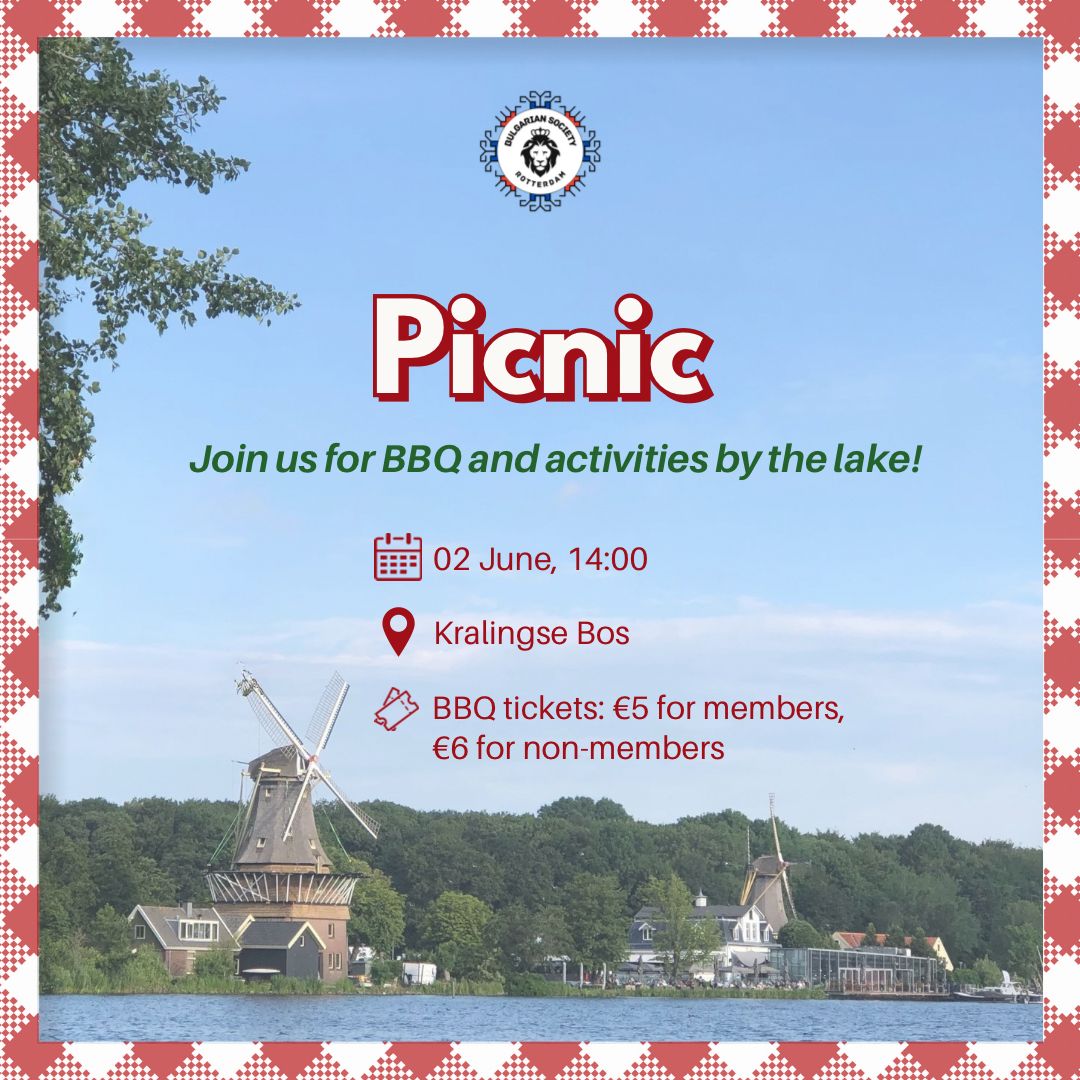 BULGARIAN SOCIETY
ROTTERDAM
Picnic
Join us for BBQ and activities by the lake!
02 June, 14:00
Kralingse Bos
BBQ tickets: €5 for members,
€6 for non-members